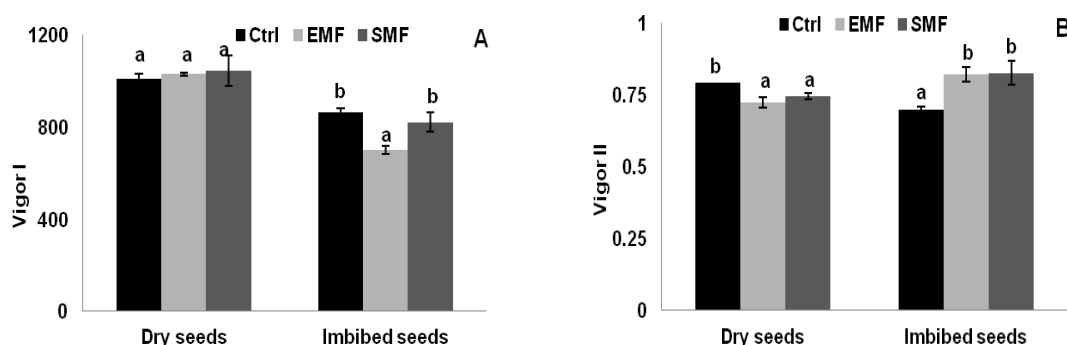 Ctrl EMF SMF
A
1200
800
400
0
Vigor I
a a a
b a b
Dry seeds Imbibed seeds
Ctrl EMF SMF
B
1
0.75
0.5
0.25
0
Vigor II
b a a
a b b
Dry seeds Imbibed seeds